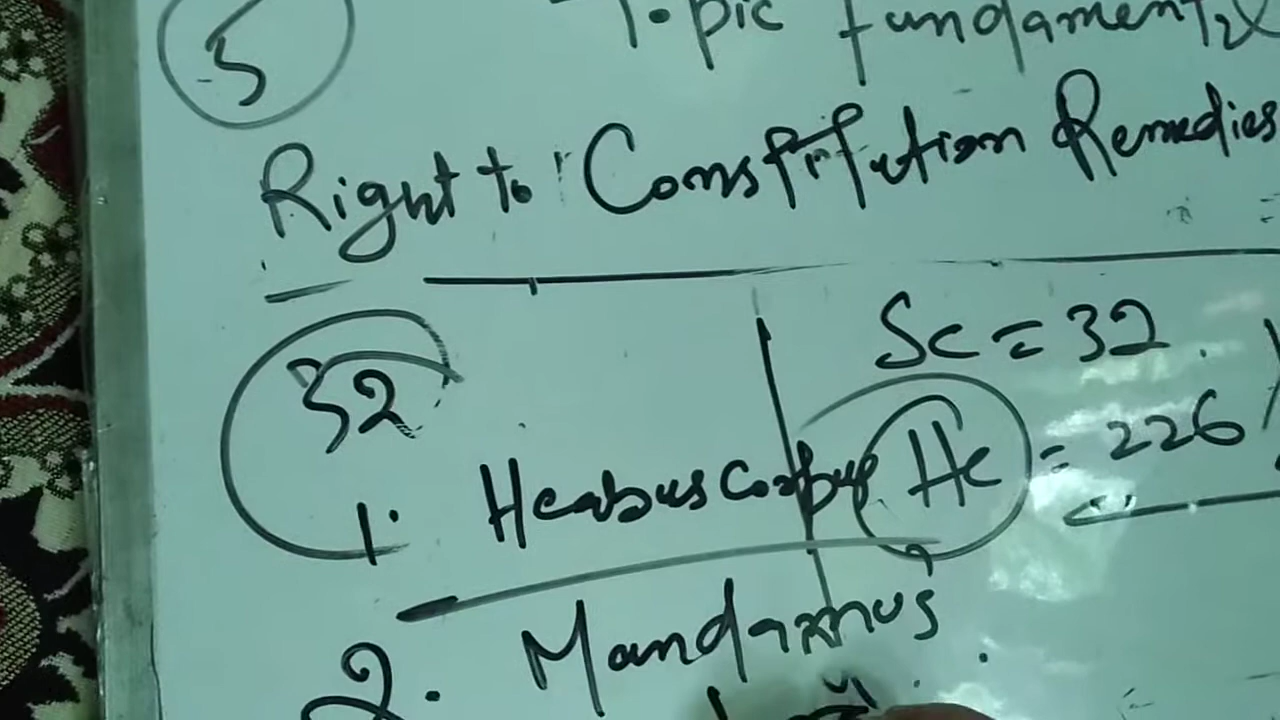 5
Topic fundamental
Right to Constitution Remedies
32
SC = 32
HC = 226
1. Heabus Corpus
2. Mandamus